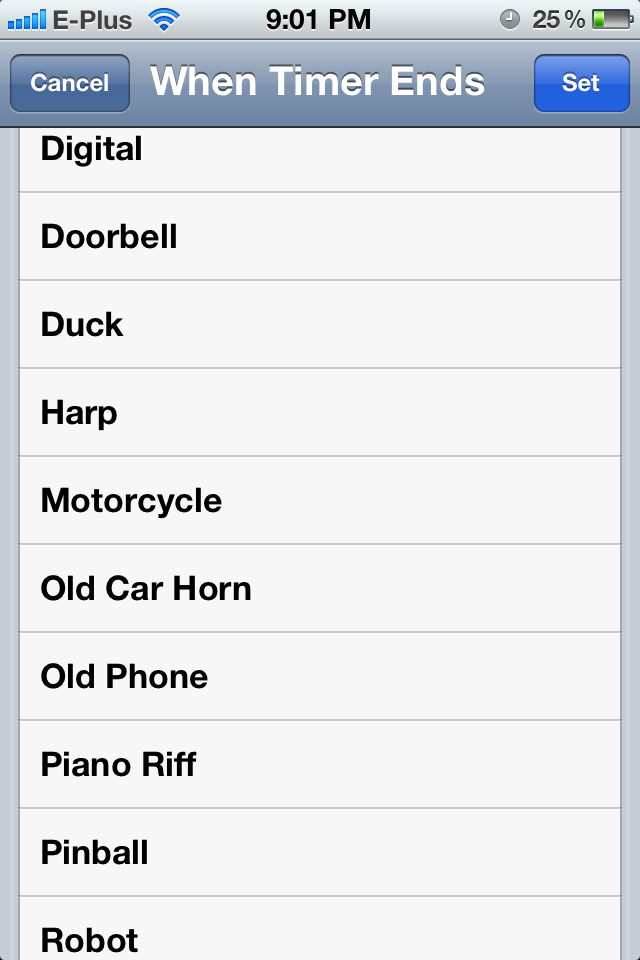 E-Plus 9:01 PM 25%
Cancel When Timer Ends Set
Digital
Doorbell
Duck
Harp
Motorcycle
Old Car Horn
Old Phone
Piano Riff
Pinball
Robot